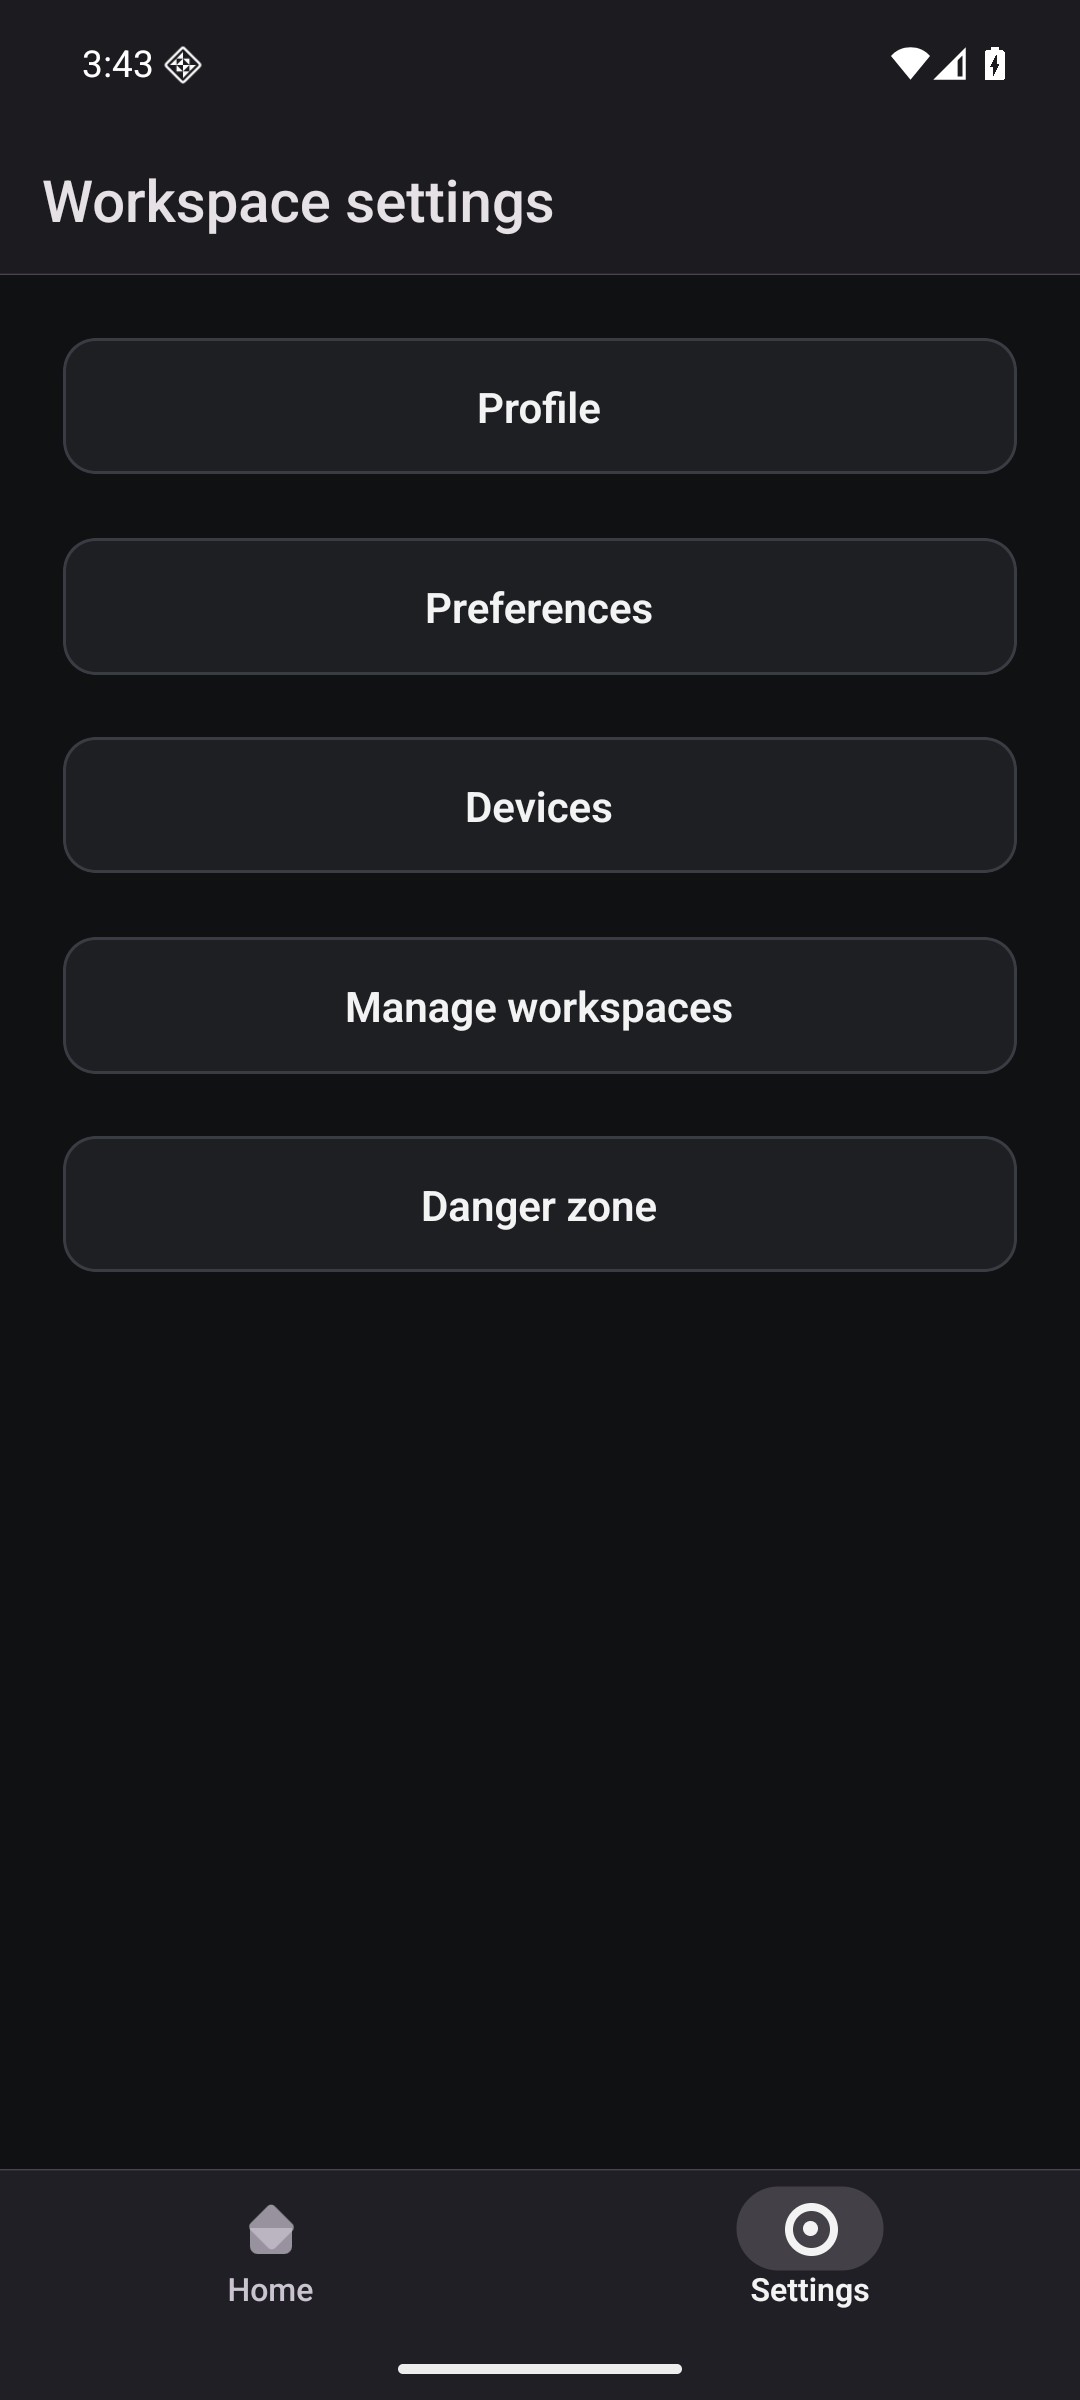 3:43
Workspace settings
Profile
Preferences
Devices
Manage workspaces
Danger zone
Home
Settings